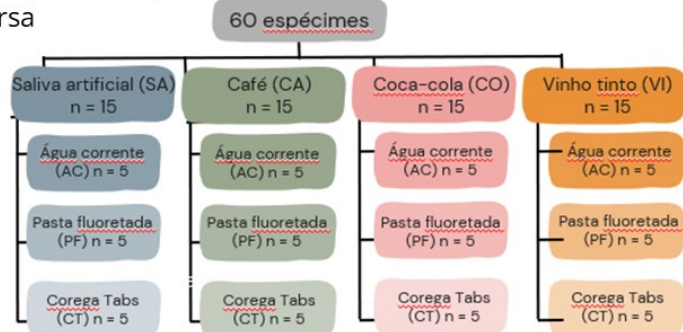 rsa
60 espécimes
Saliva artificial (SA)
n = 15
Café (CA)
n = 15
Coca-cola (CO)
n = 15
Vinho tinto (VI)
n = 15
Água corrente
(AC) n = 5
Água corrente
(AC) n = 5
Água corrente
(AC) n = 5
Água corrente
(AC) n = 5
Pasta fluoretada
(PF) n = 5
Pasta fluoretada
(PF) n = 5
Pasta fluoretada
(PF) n = 5
Pasta fluoretada
(PF) n = 5
Corega Tabs
(CT) n = 5
Corega Tabs
(CT) n = 5
Corega Tabs
(CT) n = 5
Corega Tabs
(CT) n = 5